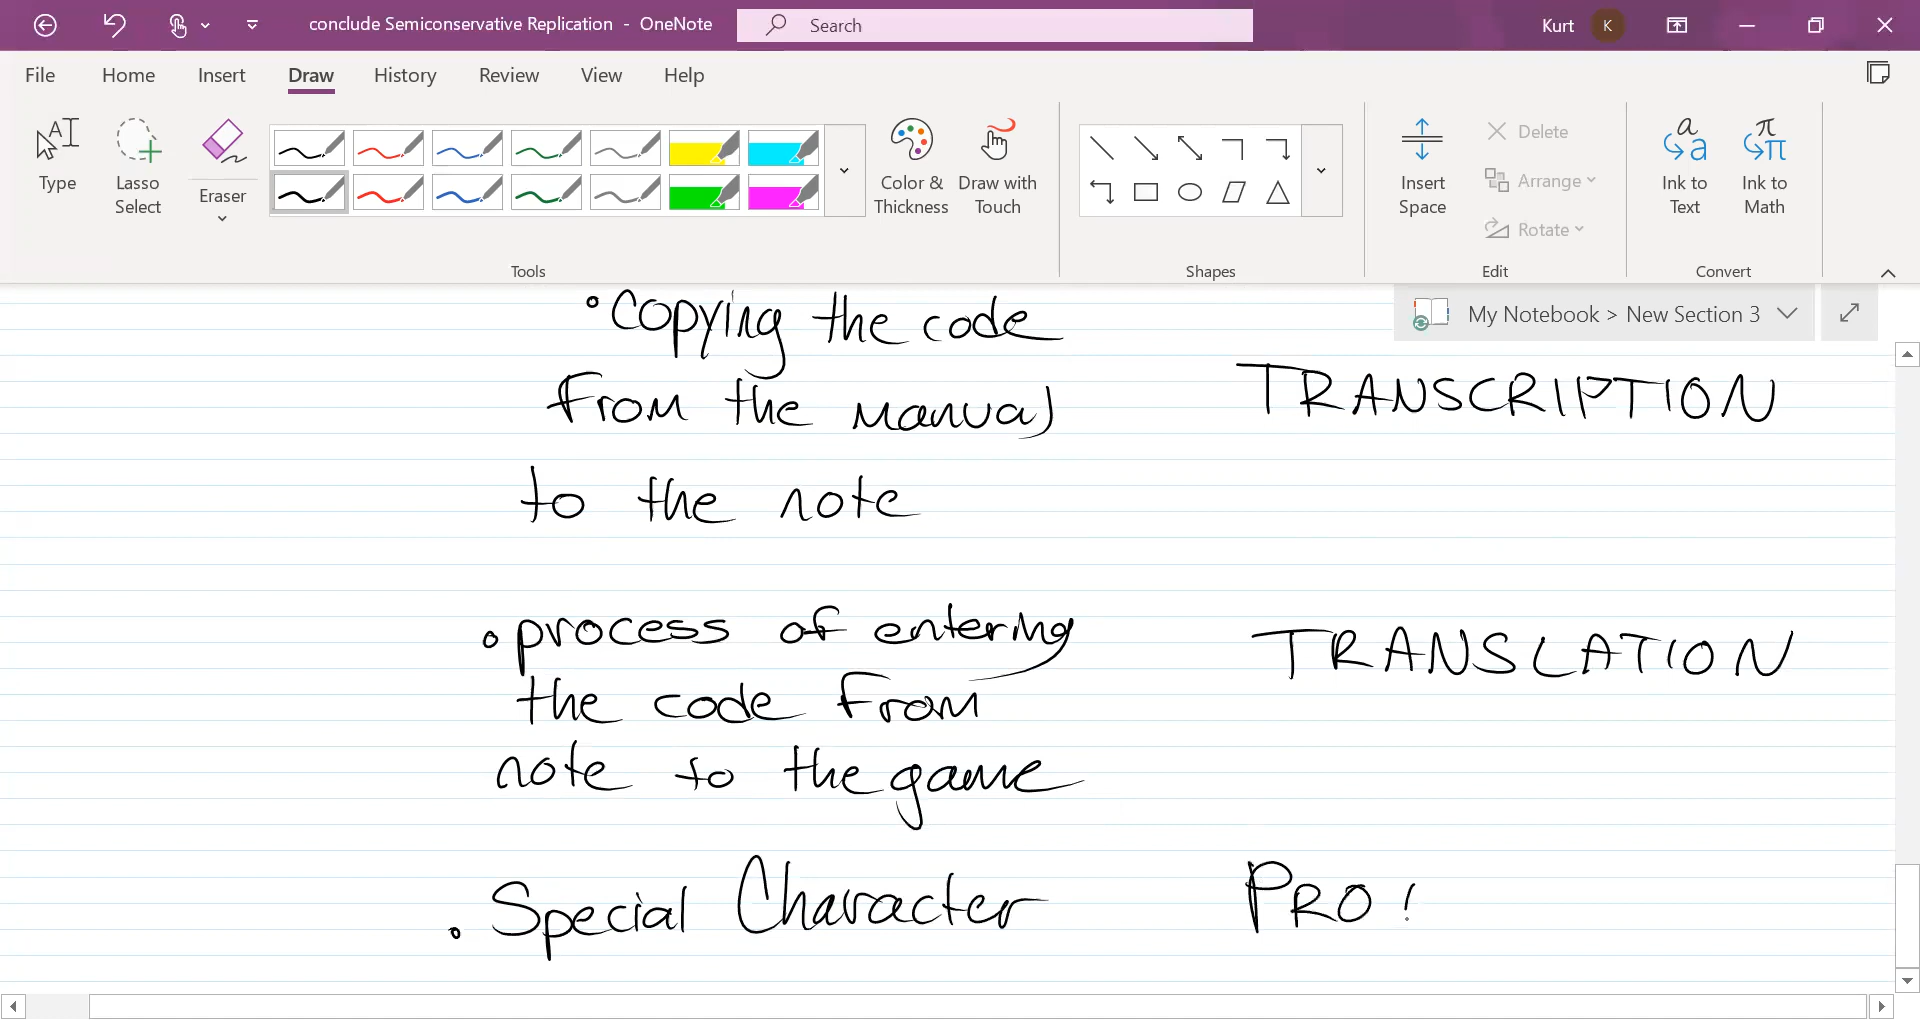 conclude Semiconservative Replication - OneNote
Search
Kurt K
File Home Insert Draw History Review View Help
Type
Lasso Select
Eraser
Color & Thickness
Draw with Touch
Insert Space
Delete
Arrange
Rotate
Ink to Text
Ink to Math
Tools Shapes Edit Convert
My Notebook > New Section 3
• Copying the code
from the manual
to the note
TRANSCRIPTION
• process of entering
the code from
note to the game
TRANSLATION
• Special Character
PRO